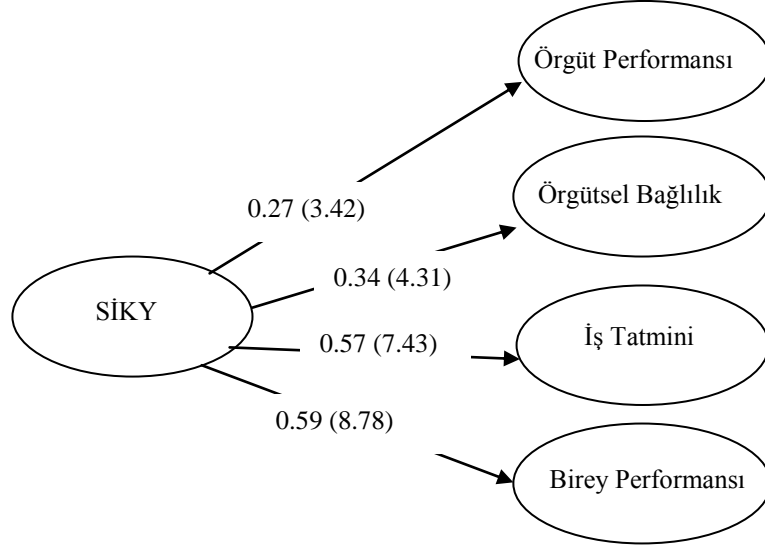 Örgüt Performansı
Örgütsel Bağlılık
0.27 (3.42)
0.34 (4.31)
SİKY
0.57 (7.43)
İş Tatmini
0.59 (8.78)
Birey Performansı